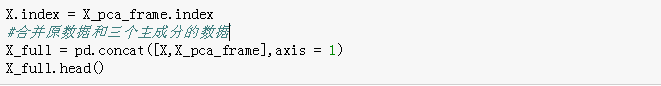 X.index = X_pca_frame.index
#合并原数据和三个主成分的数据
X_full = pd.concat([X,X_pca_frame],axis = 1)
X_full.head()